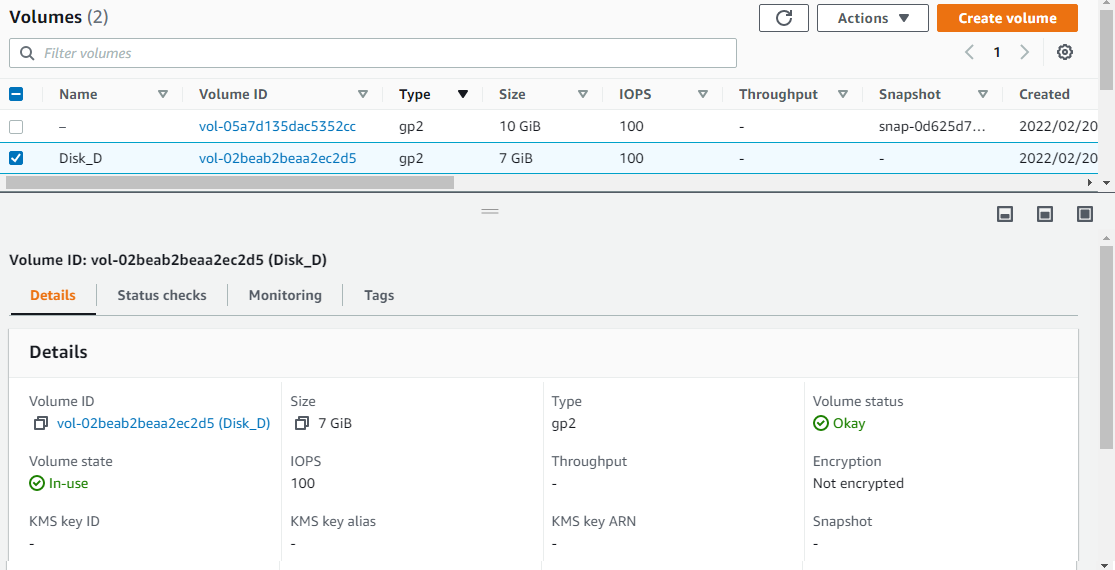 Volumes (2) Actions Create volume
Filter volumes 1
Name Volume ID Type Size IOPS Throughput Snapshot Created
– vol-05a7d135dac5352cc gp2 10 GiB 100 - snap-0d625d7... 2022/02/20
Disk_D vol-02beab2beaa2ec2d5 gp2 7 GiB 100 - - 2022/02/20
Volume ID: vol-02beab2beaa2ec2d5 (Disk_D)
Details Status checks Monitoring Tags
Details
Volume ID Size Type Volume status
vol-02beab2beaa2ec2d5 (Disk_D) 7 GiB gp2 Okay
Volume state IOPS Throughput Encryption
In-use 100 - Not encrypted
KMS key ID KMS key alias KMS key ARN Snapshot
- - - -